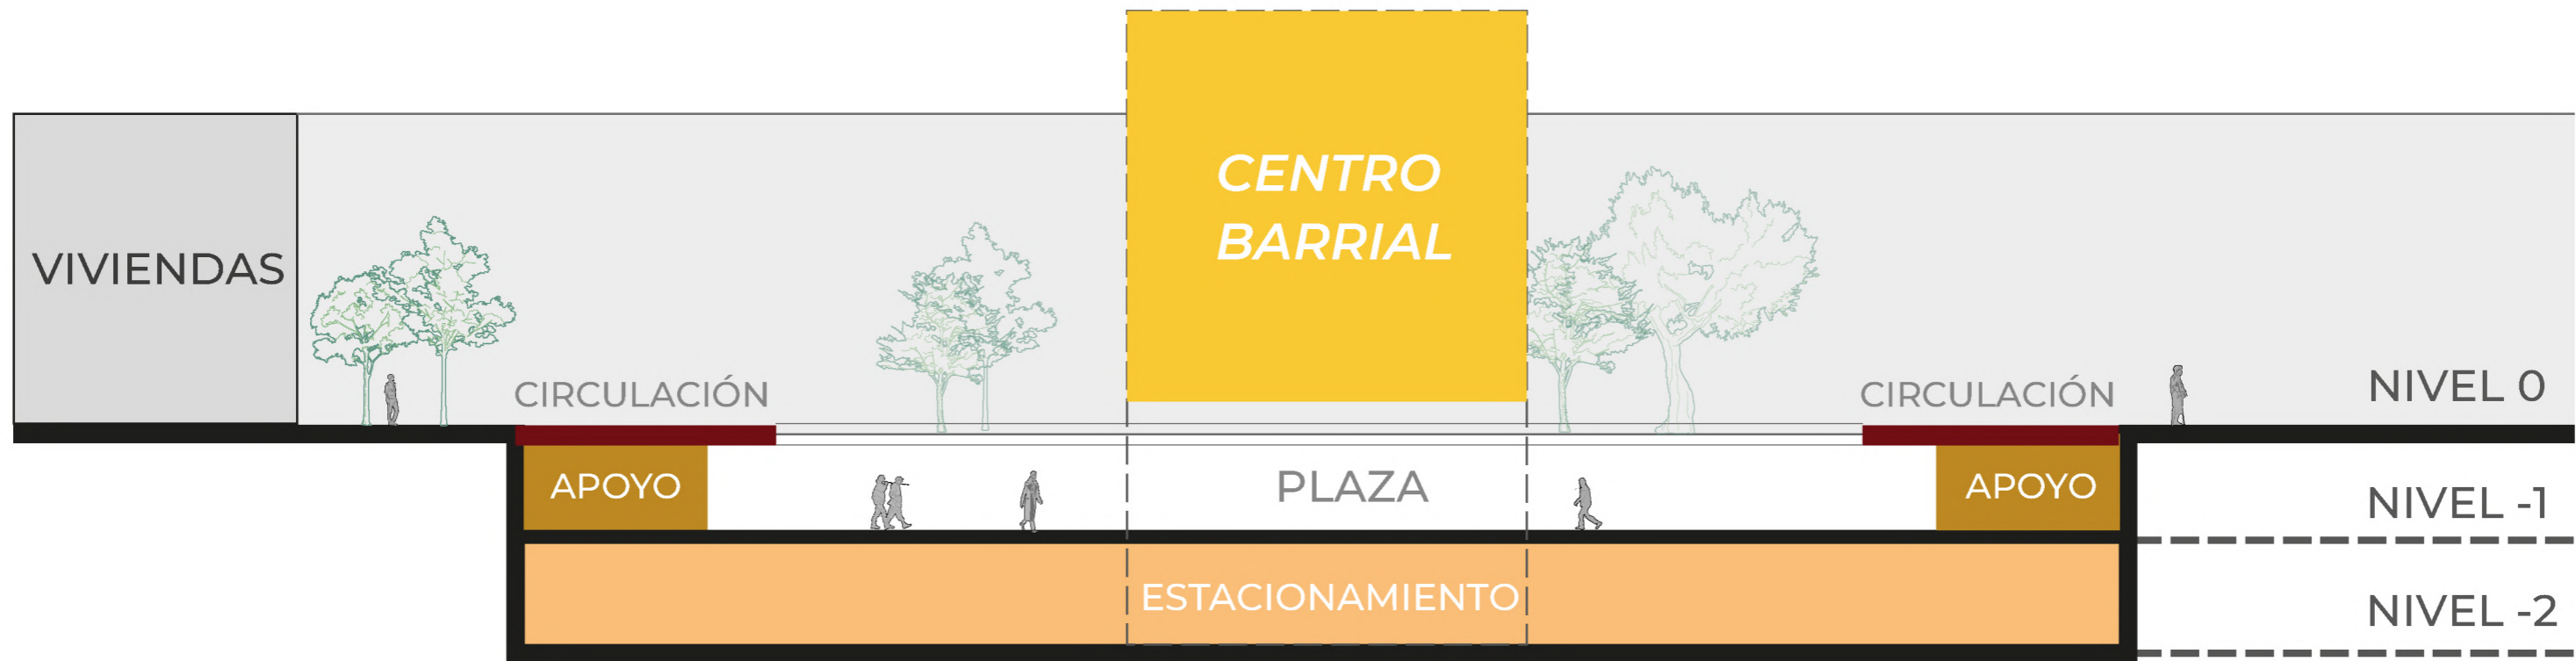 CENTRO
BARRIAL
VIVIENDAS
CIRCULACIÓN
CIRCULACIÓN
NIVEL 0
APOYO
PLAZA
APOYO
NIVEL -1
ESTACIONAMIENTO
NIVEL -2